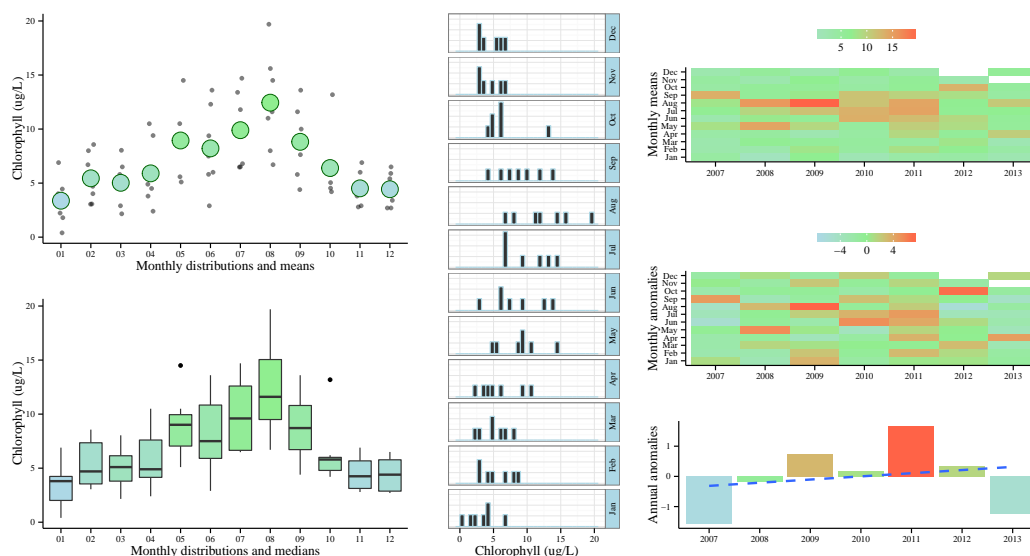 20
15
10
5
0
Chlorophyll (ug/L)
01 02 03 04 05 06 07 08 09 10 11 12
Monthly distributions and means
20
15
10
5
0
Chlorophyll (ug/L)
01 02 03 04 05 06 07 08 09 10 11 12
Monthly distributions and medians
Dec
Nov
Oct
Sep
Aug
Jul
Jun
May
Apr
Mar
Feb
Jan
0 5 10 15 20
Chlorophyll (ug/L)
5 10 15
Monthly means
Dec
Nov
Oct
Sep
Aug
Jul
Jun
May
Apr
Mar
Feb
Jan
2007 2008 2009 2010 2011 2012 2013
−4 0 4
Monthly anomalies
Dec
Nov
Oct
Sep
Aug
Jul
Jun
May
Apr
Mar
Feb
Jan
2007 2008 2009 2010 2011 2012 2013
Annual anomalies
1
0
−1
2007 2008 2009 2010 2011 2012 2013